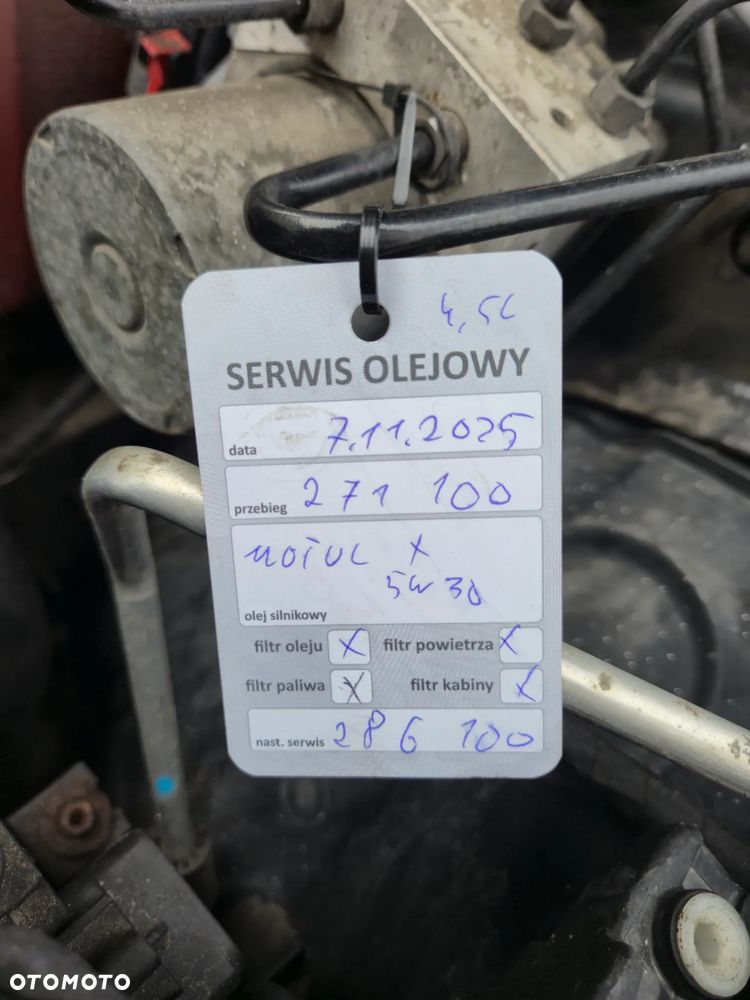 4,5L
SERWIS OLEJOWY
data 7.11.2025
przebieg 271 100
MOTUL X
5W30
olej silnikowy
filtr oleju X filtr powietrza X
filtr paliwa X filtr kabiny X
nast. serwis 286 100
OTOMOTO